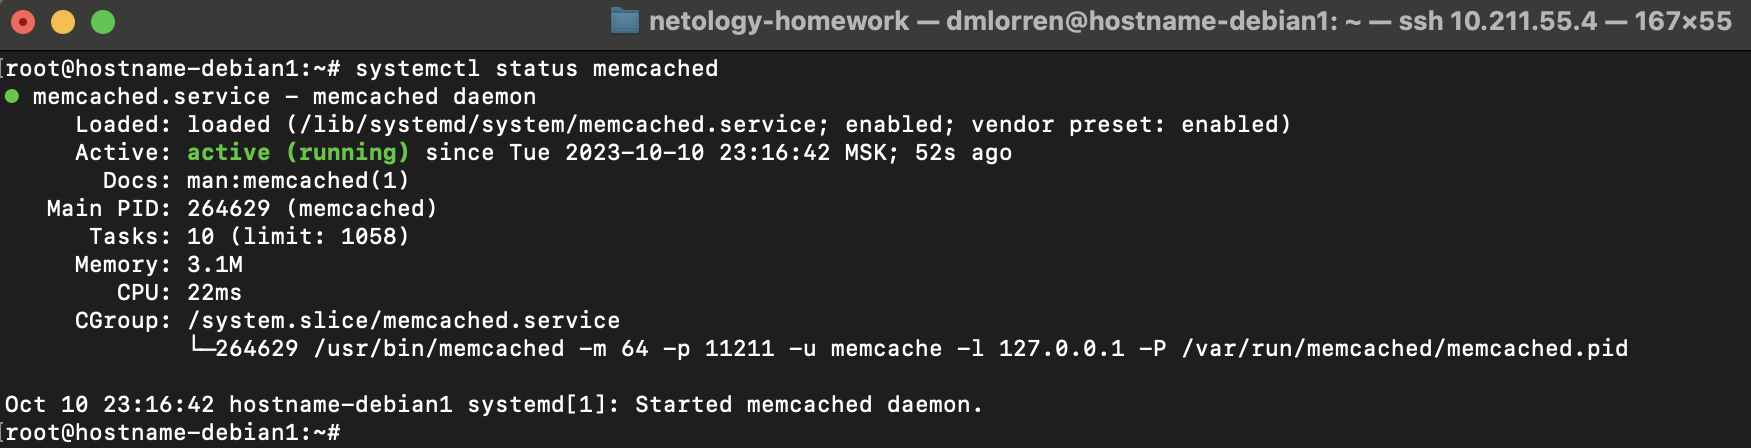 netology-homework — dmlorren@hostname-debian1: ~ — ssh 10.211.55.4 — 167×55
[root@hostname-debian1:~# systemctl status memcached
● memcached.service - memcached daemon
     Loaded: loaded (/lib/systemd/system/memcached.service; enabled; vendor preset: enabled)
     Active: active (running) since Tue 2023-10-10 23:16:42 MSK; 52s ago
       Docs: man:memcached(1)
   Main PID: 264629 (memcached)
      Tasks: 10 (limit: 1058)
     Memory: 3.1M
        CPU: 22ms
     CGroup: /system.slice/memcached.service
             └─264629 /usr/bin/memcached -m 64 -p 11211 -u memcache -l 127.0.0.1 -P /var/run/memcached/memcached.pid

Oct 10 23:16:42 hostname-debian1 systemd[1]: Started memcached daemon.
[root@hostname-debian1:~#